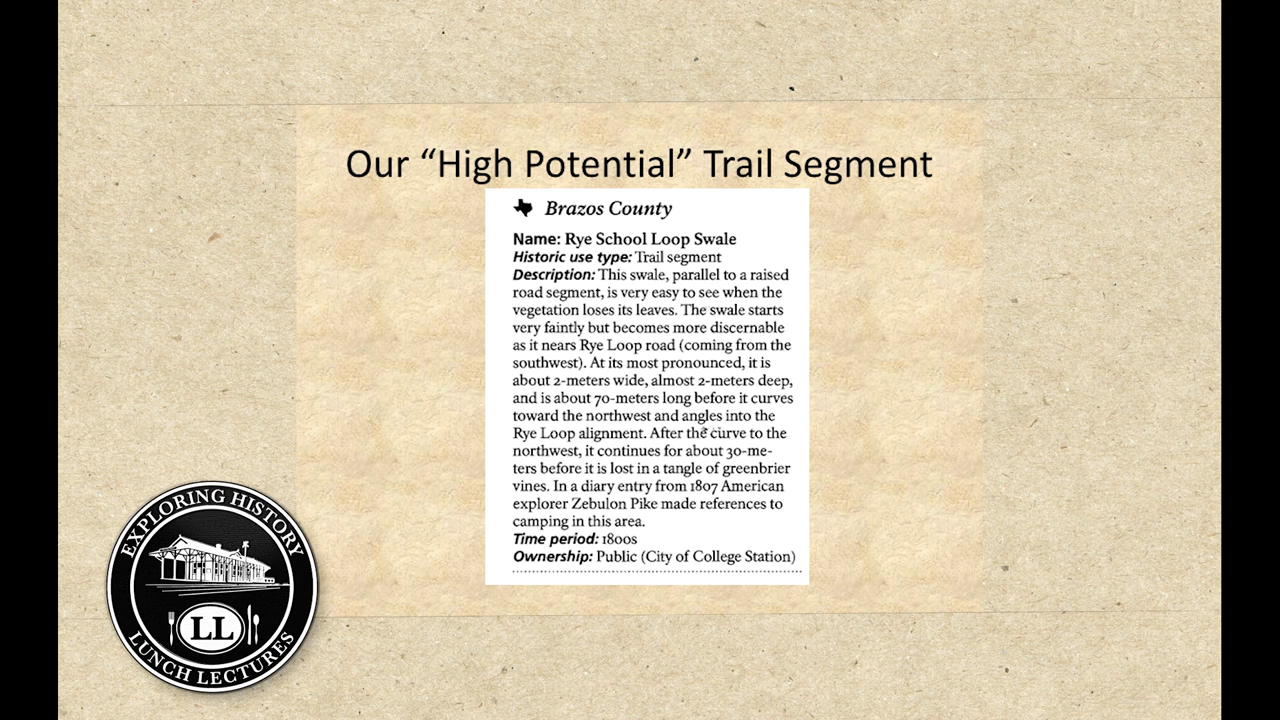 Our “High Potential” Trail Segment
Brazos County
Name: Rye School Loop Swale
Historic use type: Trail segment
Description: This swale, parallel to a raised
road segment, is very easy to see when the
vegetation loses its leaves. The swale starts
very faintly but becomes more discernable
as it nears Rye Loop road (coming from the
southwest). At its most pronounced, it is
about 2-meters wide, almost 2-meters deep,
and is about 70-meters long before it curves
toward the northwest and angles into the
Rye Loop alignment. After the curve to the
northwest, it continues for about 30-me-
ters before it is lost in a tangle of greenbrier
vines. In a diary entry from 1807 American
explorer Zebulon Pike made references to
camping in this area.
Time period: 1800s
Ownership: Public (City of College Station)
EXPLORING HISTORY
LL
LUNCH LECTURES